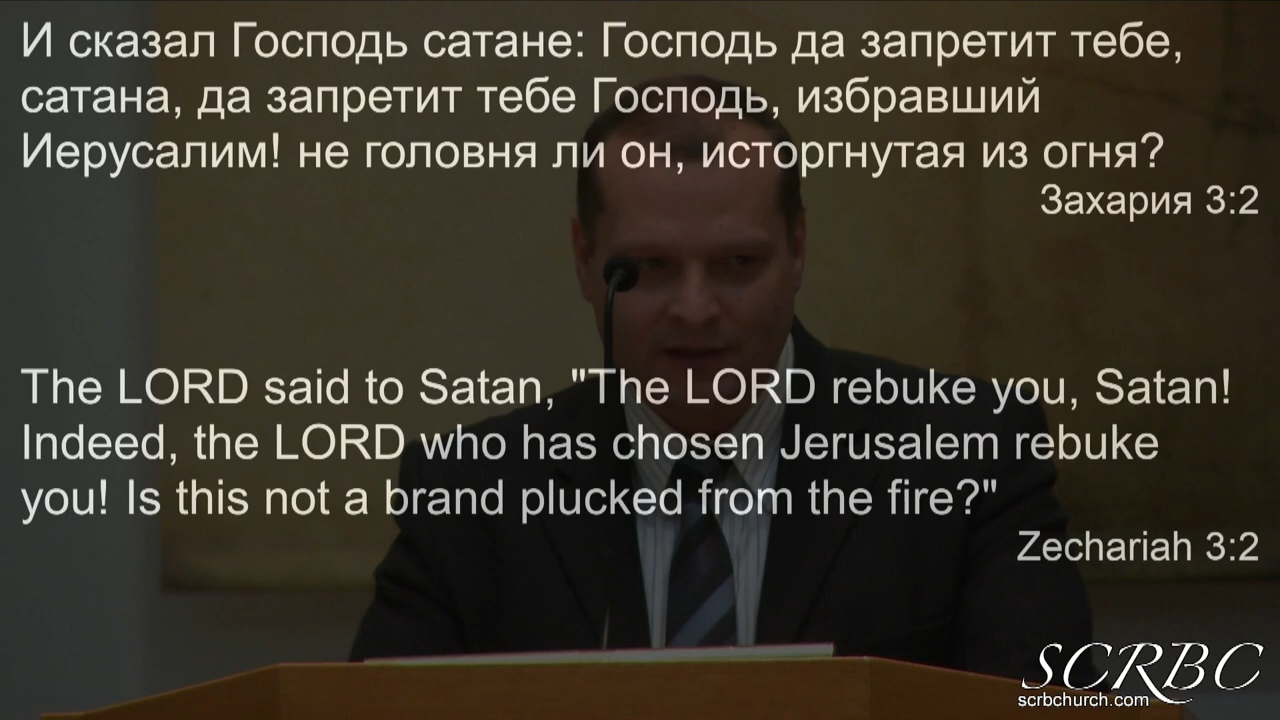 И сказал Господь сатане: Господь да запретит тебе,
сатана, да запретит тебе Господь, избравший
Иерусалим! не головня ли он, исторгнутая из огня?
Захария 3:2
The LORD said to Satan, "The LORD rebuke you, Satan!
Indeed, the LORD who has chosen Jerusalem rebuke
you! Is this not a brand plucked from the fire?"
Zechariah 3:2
SCRBC
scrbchurch.com